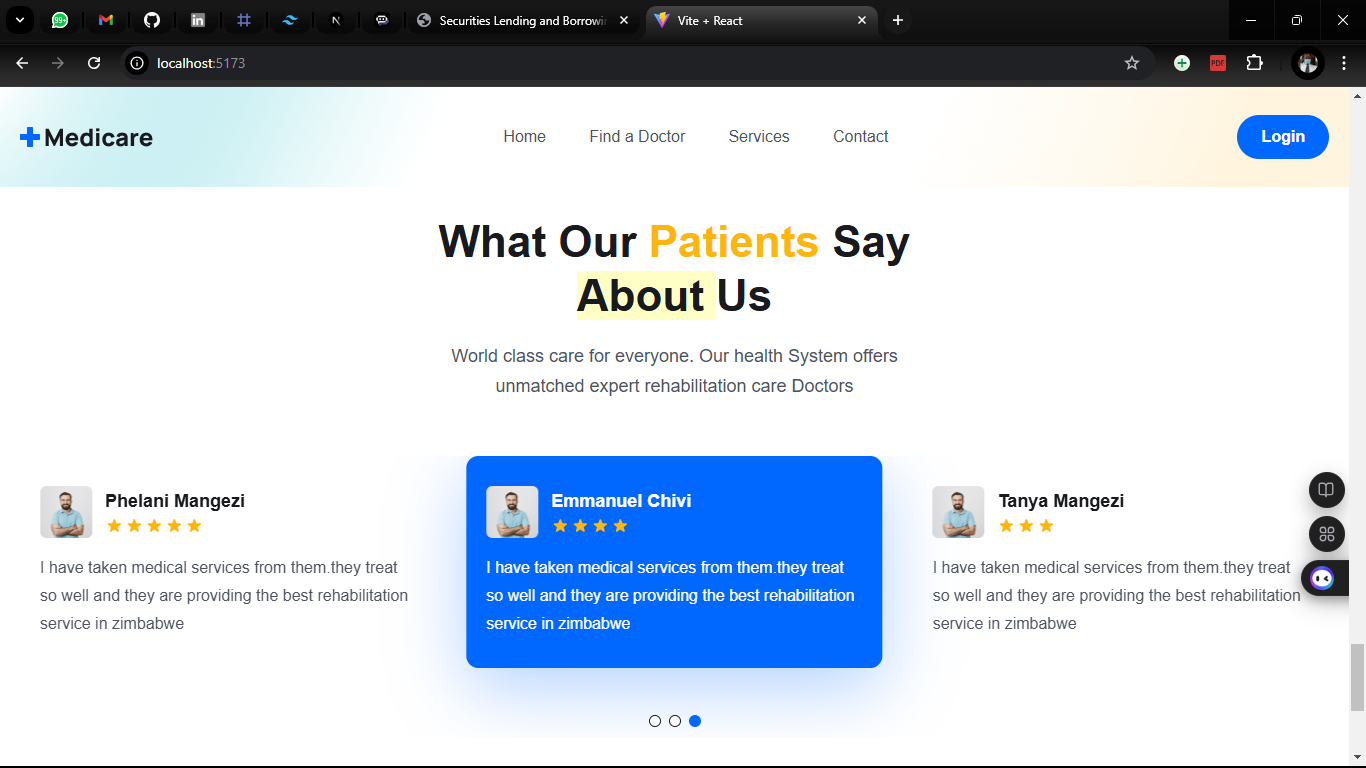 99+
Securities Lending and Borrowin
Vite + React
localhost:5173
PDF
Medicare
Home
Find a Doctor
Services
Contact
Login
What Our Patients Say
About Us
World class care for everyone. Our health System offers
unmatched expert rehabilitation care Doctors
Phelani Mangezi
I have taken medical services from them.they treat
so well and they are providing the best rehabilitation
service in zimbabwe
Emmanuel Chivi
I have taken medical services from them.they treat
so well and they are providing the best rehabilitation
service in zimbabwe
Tanya Mangezi
I have taken medical services from them.they treat
so well and they are providing the best rehabilitation
service in zimbabwe